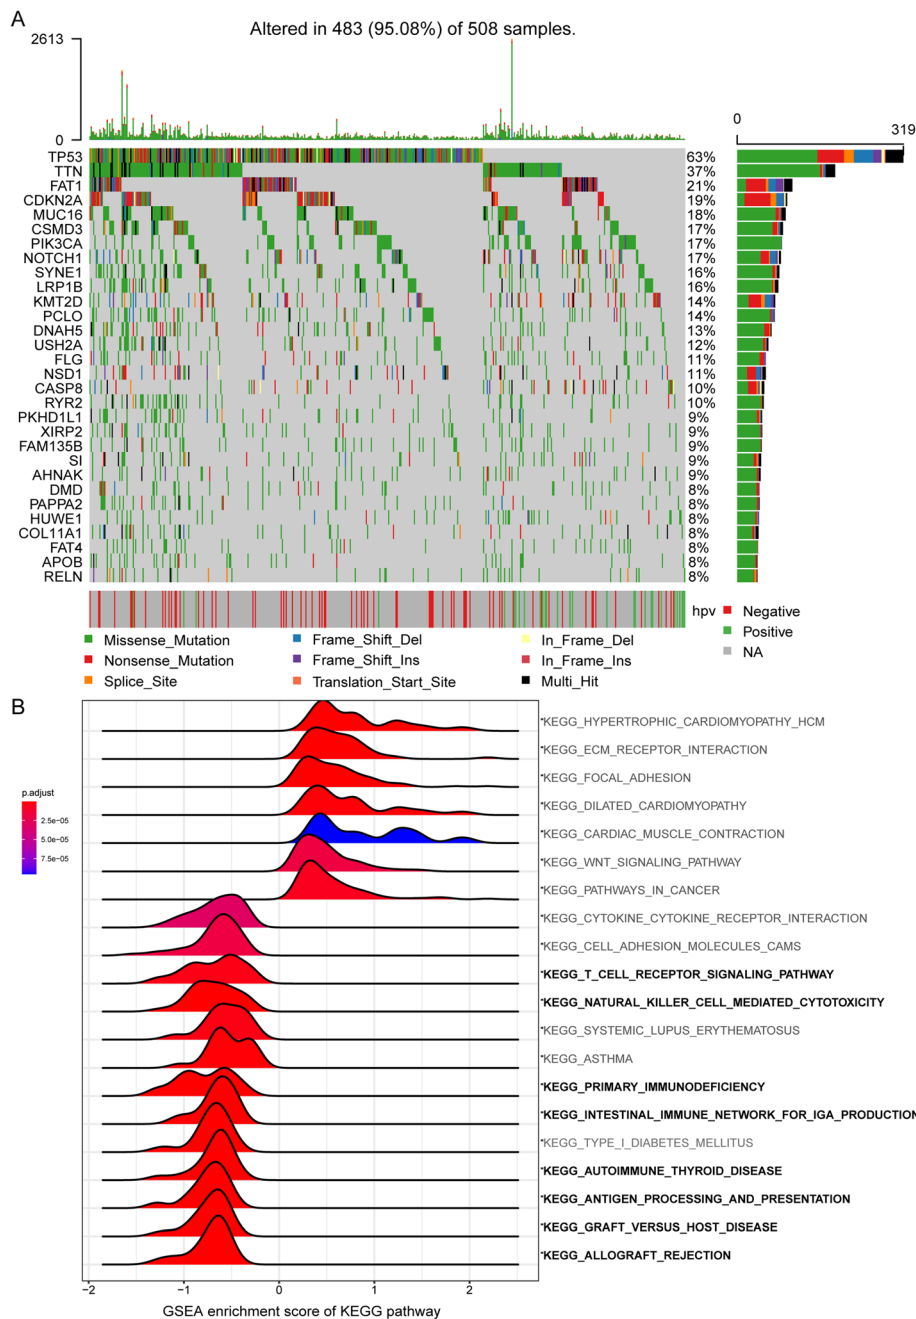 A
Altered in 483 (95.08%) of 508 samples.
2613
0
0
319
TP53 63%
TTN 37%
FAT1 21%
CDKN2A 19%
MUC16 18%
CSMD3 17%
PIK3CA 17%
NOTCH1 17%
SYNE1 16%
LRP1B 16%
KMT2D 14%
PCLO 14%
DNAH5 13%
USH2A 12%
FLG 11%
NSD1 11%
CASP8 10%
RYR2 10%
PKHD1L1 9%
XIRP2 9%
FAM135B 9%
SI 9%
AHNAK 9%
DMD 8%
PAPPA2 8%
HUWE1 8%
COL11A1 8%
FAT4 8%
APOB 8%
RELN 8%
hpv Negative
Positive
NA
Missense_Mutation Frame_Shift_Del In_Frame_Del
Nonsense_Mutation Frame_Shift_Ins In_Frame_Ins
Splice_Site Translation_Start_Site Multi_Hit
B
p.adjust
2.5e−05
5.0e−05
7.5e−05
KEGG_HYPERTROPHIC_CARDIOMYOPATHY_HCM
KEGG_ECM_RECEPTOR_INTERACTION
KEGG_FOCAL_ADHESION
KEGG_DILATED_CARDIOMYOPATHY
KEGG_CARDIAC_MUSCLE_CONTRACTION
KEGG_WNT_SIGNALING_PATHWAY
KEGG_PATHWAYS_IN_CANCER
KEGG_CYTOKINE_CYTOKINE_RECEPTOR_INTERACTION
KEGG_CELL_ADHESION_MOLECULES_CAMS
KEGG_T_CELL_RECEPTOR_SIGNALING_PATHWAY
KEGG_NATURAL_KILLER_CELL_MEDIATED_CYTOTOXICITY
KEGG_SYSTEMIC_LUPUS_ERYTHEMATOSUS
KEGG_ASTHMA
KEGG_PRIMARY_IMMUNODEFICIENCY
KEGG_INTESTINAL_IMMUNE_NETWORK_FOR_IGA_PRODUCTION
KEGG_TYPE_I_DIABETES_MELLITUS
KEGG_AUTOIMMUNE_THYROID_DISEASE
KEGG_ANTIGEN_PROCESSING_AND_PRESENTATION
KEGG_GRAFT_VERSUS_HOST_DISEASE
KEGG_ALLOGRAFT_REJECTION
−2 −1 0 1 2
GSEA enrichment score of KEGG pathway